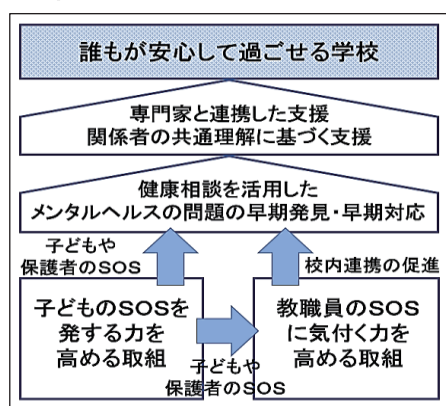 誰もが安心して過ごせる学校
専門家と連携した支援
関係者の共通理解に基づく支援
健康相談を活用した
メンタルヘルスの問題の早期発見・早期対応
子どもや
保護者のSOS
校内連携の促進
子どものSOSを
発する力を
高める取組
教職員のSOS
に気付く力を
高める取組
子どもや
保護者のSOS